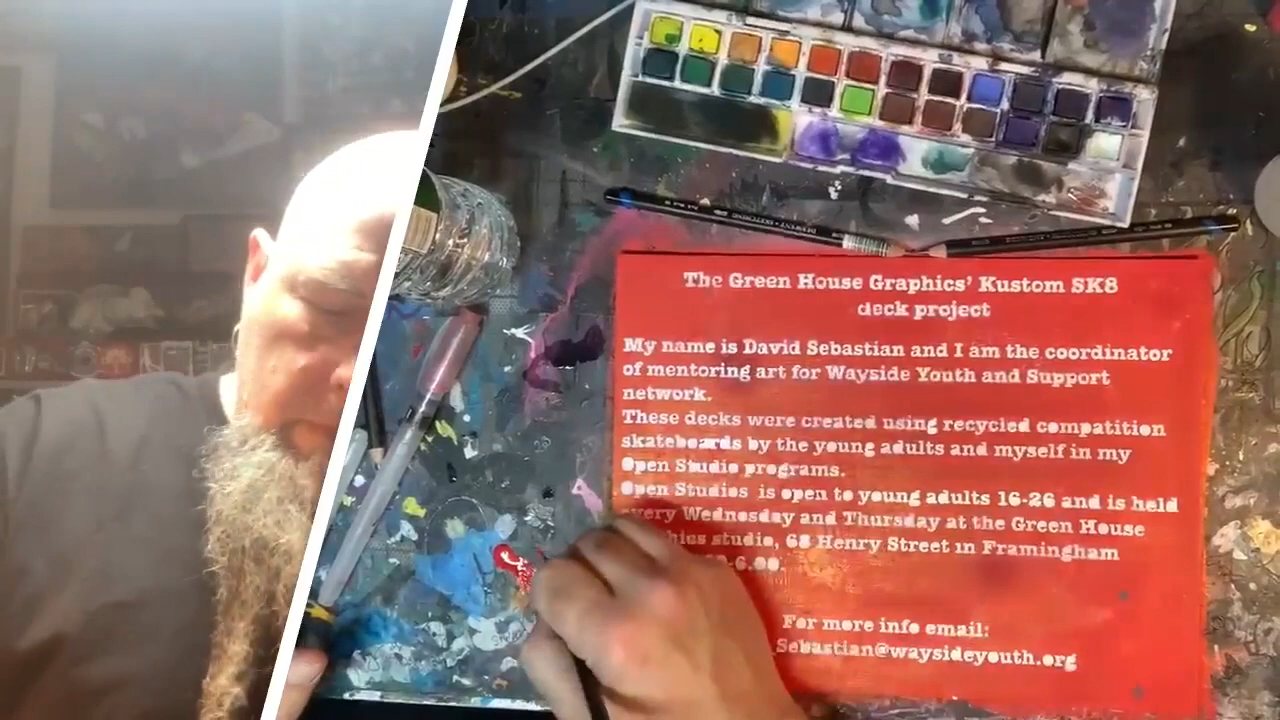 The Green House Graphics' Kustom SK8
deck project
My name is David Sebastian and I am the coordinator
of mentoring art for Wayside Youth and Support
network.
These decks were created using recycled compatition
skateboards by the young adults and myself in my
Open Studio programs.
Open Studios is open to young adults 16-26 and is held
every Wednesday and Thursday at the Green House
studio, 68 Henry Street in Framingham
-6.00.
For more info email:
Sebastian@waysideyouth.org